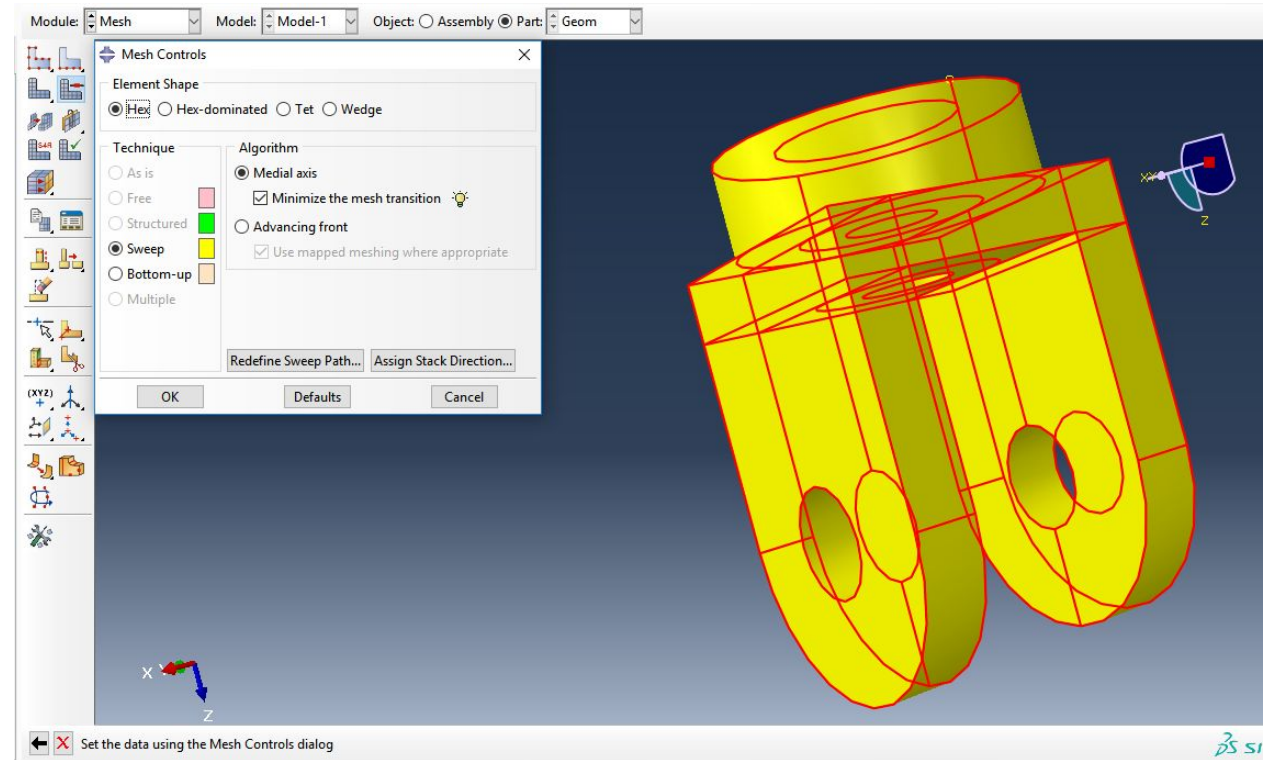 Module: Mesh Model: Model-1 Object: Assembly Part: Geom
Mesh Controls
Element Shape
Hex Hex-dominated Tet Wedge
Technique
As is
Free
Structured
Sweep
Bottom-up
Multiple
Algorithm
Medial axis
Minimize the mesh transition
Advancing front
Use mapped meshing where appropriate
Redefine Sweep Path... Assign Stack Direction...
OK Defaults Cancel
S4R
(XYZ)
XY
Z
X
Z
Set the data using the Mesh Controls dialog